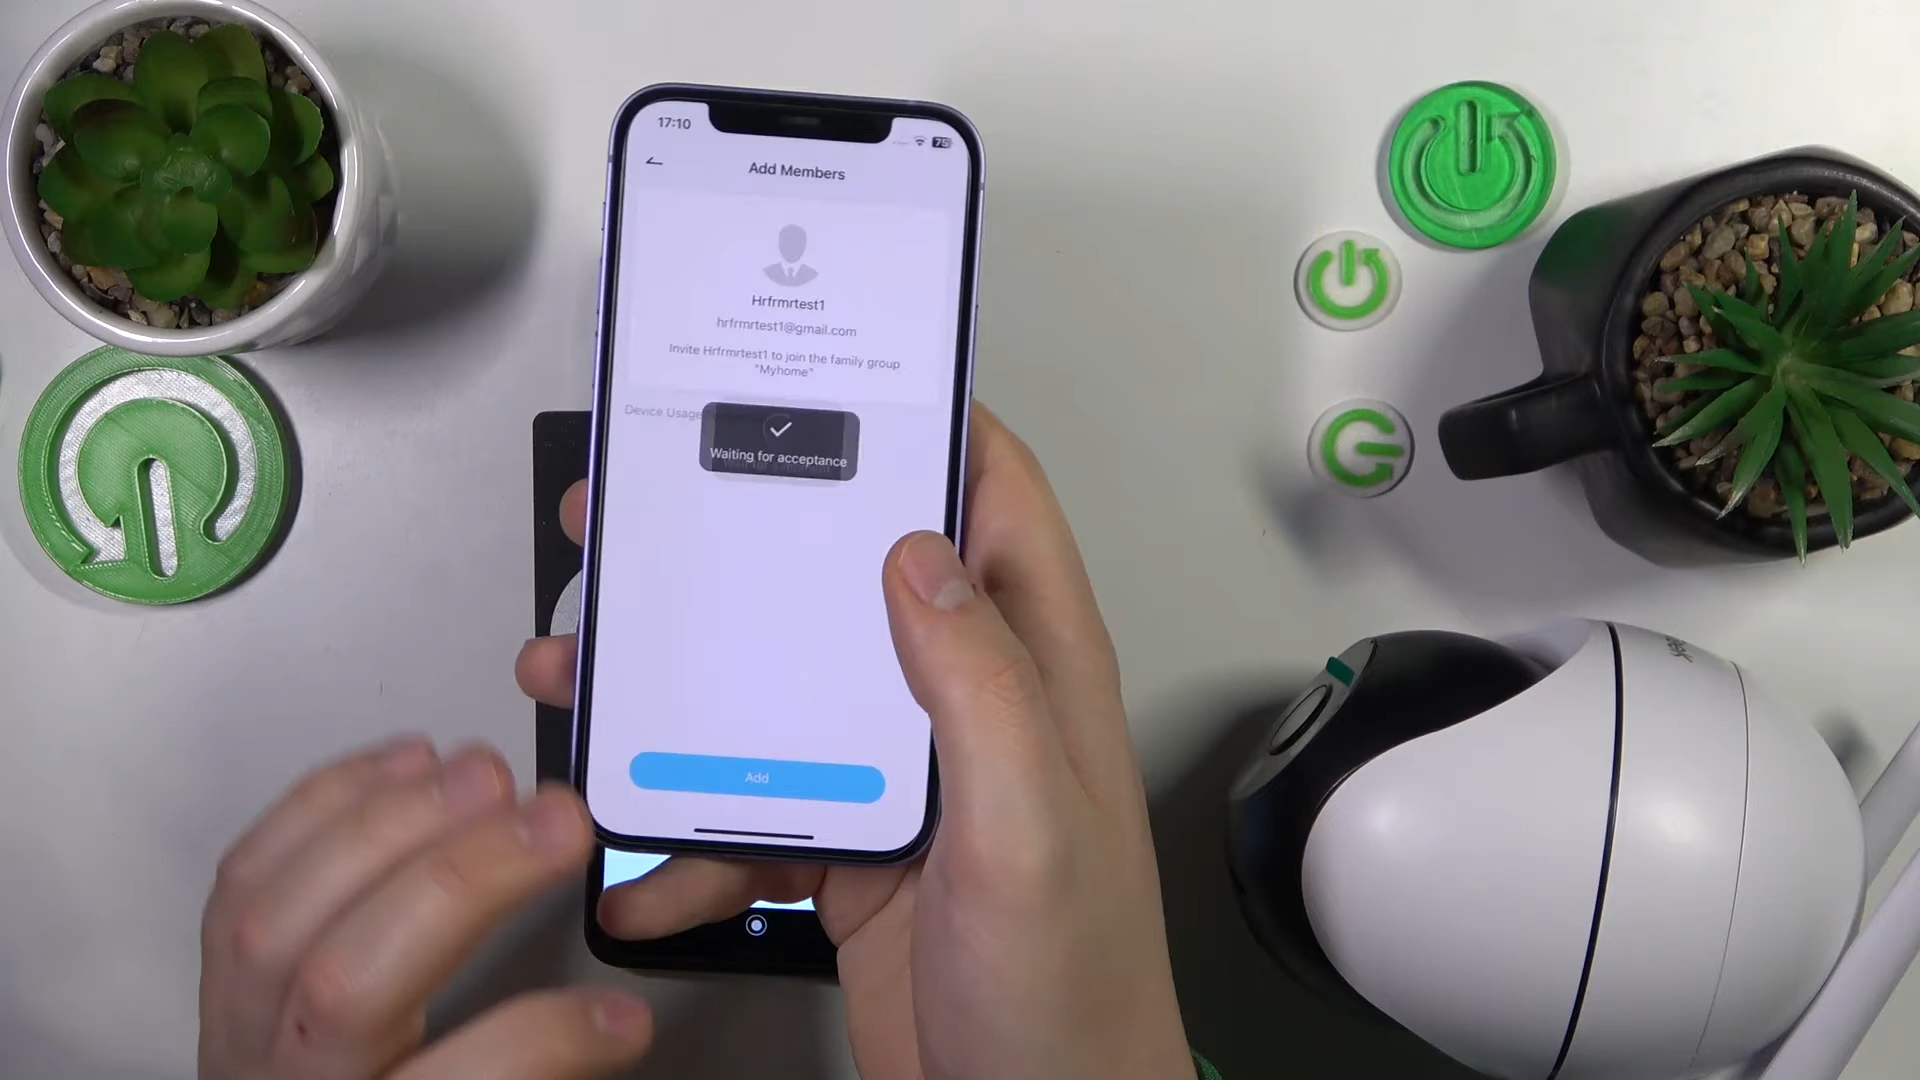 17:10
75
Add Members
Hrfrmrtest1
hrfrmrtest1@gmail.com
Invite Hrfrmrtest1 to join the family group
"Myhome"
Device Usage
Waiting for acceptance
Add